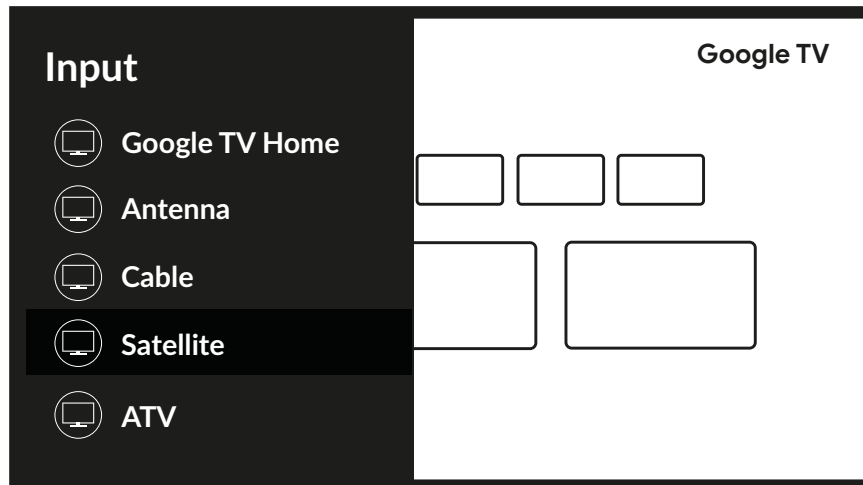 Input
Google TV
Google TV Home
Antenna
Cable
Satellite
ATV